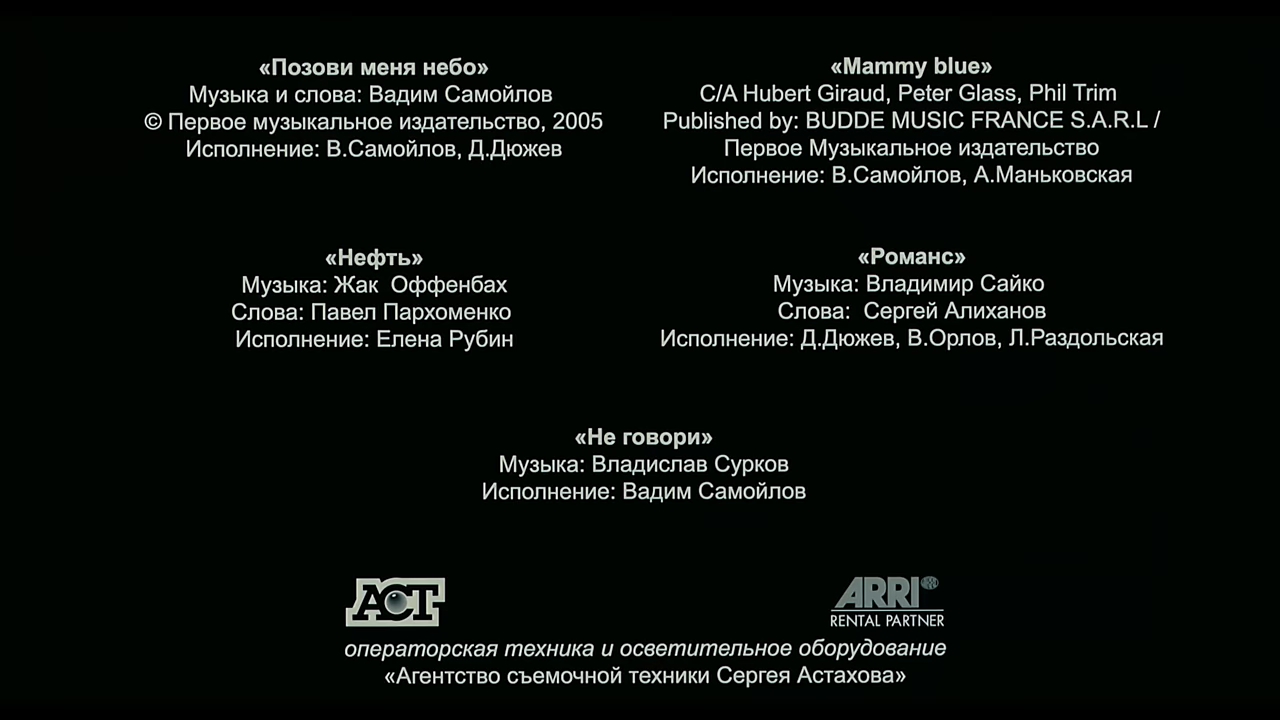 «Позови меня небо»
Музыка и слова: Вадим Самойлов
© Первое музыкальное издательство, 2005
Исполнение: В.Самойлов, Д.Дюжев
«Mammy blue»
C/A Hubert Giraud, Peter Glass, Phil Trim
Published by: BUDDE MUSIC FRANCE S.A.R.L /
Первое Музыкальное издательство
Исполнение: В.Самойлов, А.Маньковская
«Нефть»
Музыка: Жак Оффенбах
Слова: Павел Пархоменко
Исполнение: Елена Рубин
«Романс»
Музыка: Владимир Сайко
Слова: Сергей Алиханов
Исполнение: Д.Дюжев, В.Орлов, Л.Раздольская
«Не говори»
Музыка: Владислав Сурков
Исполнение: Вадим Самойлов
АСТ
ARRI
RENTAL PARTNER
операторская техника и осветительное оборудование
«Агентство съемочной техники Сергея Астахова»